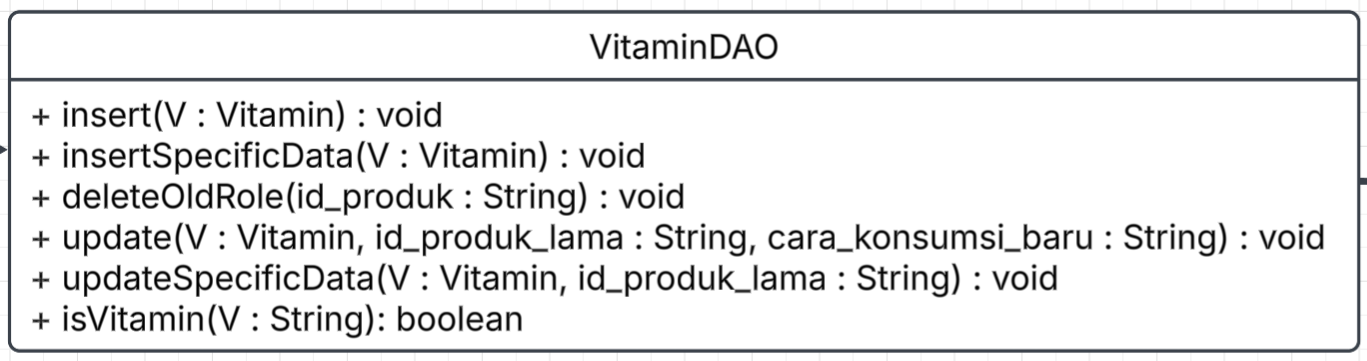 VitaminDAO
+ insert(V : Vitamin) : void
+ insertSpecificData(V : Vitamin) : void
+ deleteOldRole(id_produk : String) : void
+ update(V : Vitamin, id_produk_lama : String, cara_konsumsi_baru : String) : void
+ updateSpecificData(V : Vitamin, id_produk_lama : String) : void
+ isVitamin(V : String): boolean